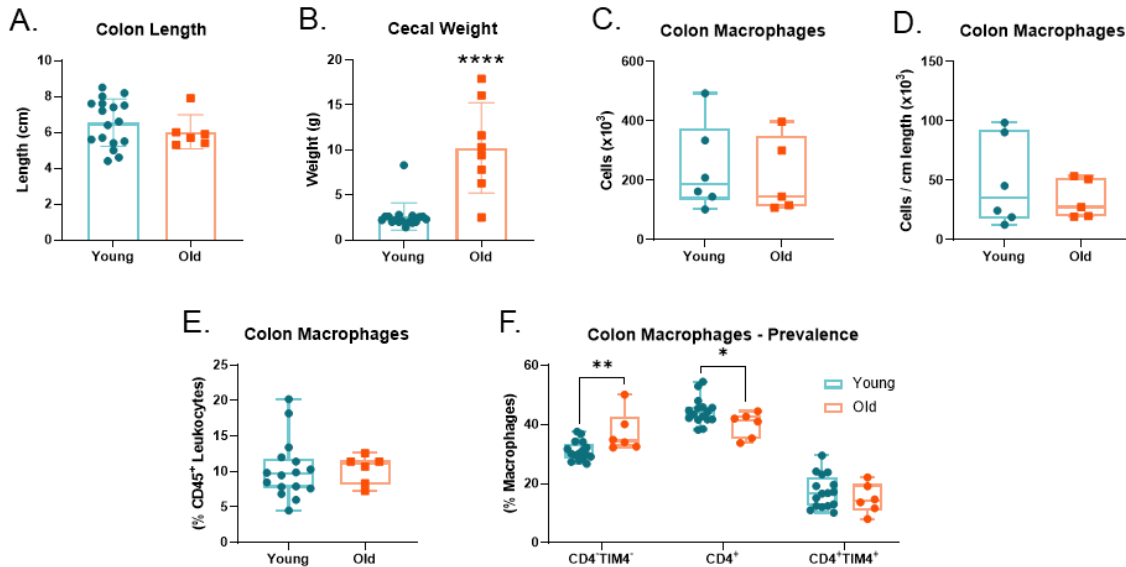 A.
Colon Length
Length (cm)
10
8
6
4
2
0
Young
Old
B.
Cecal Weight
Weight (g)
20
15
10
5
0
****
Young
Old
C.
Colon Macrophages
Cells (x10³)
600
400
200
0
Young
Old
D.
Colon Macrophages
Cells / cm length (x10³)
150
100
50
0
Young
Old
E.
Colon Macrophages
(% CD45⁺ Leukocytes)
25
20
15
10
5
0
Young
Old
F.
Colon Macrophages - Prevalence
(% Macrophages)
60
40
20
0
**
*
Young
Old
CD4⁻TIM4⁻
CD4⁺
CD4⁺TIM4⁺